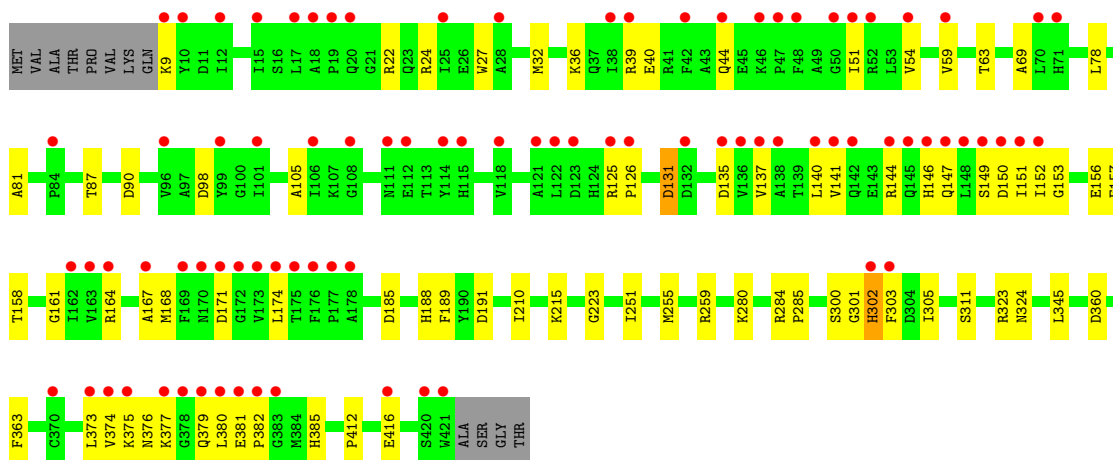 MET VAL ALA THR PRO VAL LYS GLN K9 Y10 D11 I12 I15 S16 L17 A18 P19 Q20 G21 R22 Q23 R24 I25 E26 W27 A28 M32 K36 Q37 I38 R39 E40 R41 F42 A43 Q44 E45 K46 P47 F48 A49 G50 I51 R52 L53 V54 V59 T63 A69 L70 H71 L78
A81 P84 T87 D90 V96 A97 D98 Y99 G100 I101 A105 I106 K107 G108 N111 E112 T113 Y114 H115 V118 A121 L122 D123 H124 R125 P126 D131 D132 D135 V136 V137 A138 T139 L140 V141 Q142 E143 R144 Q145 H146 Q147 L148 S149 D150 I151 I152 G153 E156
T158 G161 I162 V163 R164 A167 M168 F169 N170 D171 G172 V173 L174 T175 F176 P177 A178 D185 H188 F189 Y190 D191 I210 K215 G223 I251 M255 R259 K280 R284 P285 S300 G301 H302 F303 D304 I305 S311 R323 N324 L345 D360
F363 C370 L373 V374 K375 N376 K377 G378 Q379 L380 E381 P382 G383 M384 H385 P412 E416 S420 W421 ALA SER GLY THR